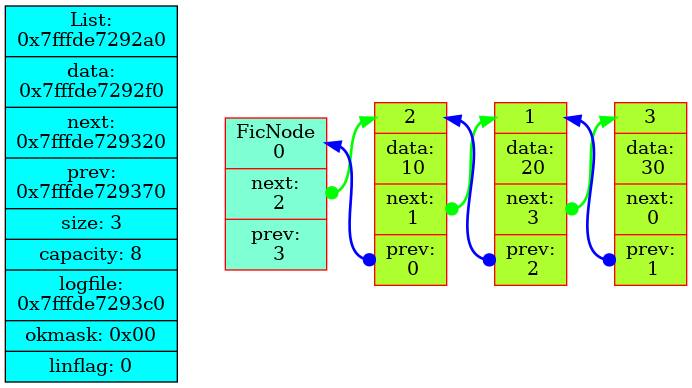 List:
0x7fffde7292a0
data:
0x7fffde7292f0
next:
0x7fffde729320
prev:
0x7fffde729370
size: 3
capacity: 8
logfile:
0x7fffde7293c0
okmask: 0x00
linflag: 0
FicNode
0
next:
2
prev:
3
2
data:
10
next:
1
prev:
0
1
data:
20
next:
3
prev:
2
3
data:
30
next:
0
prev:
1